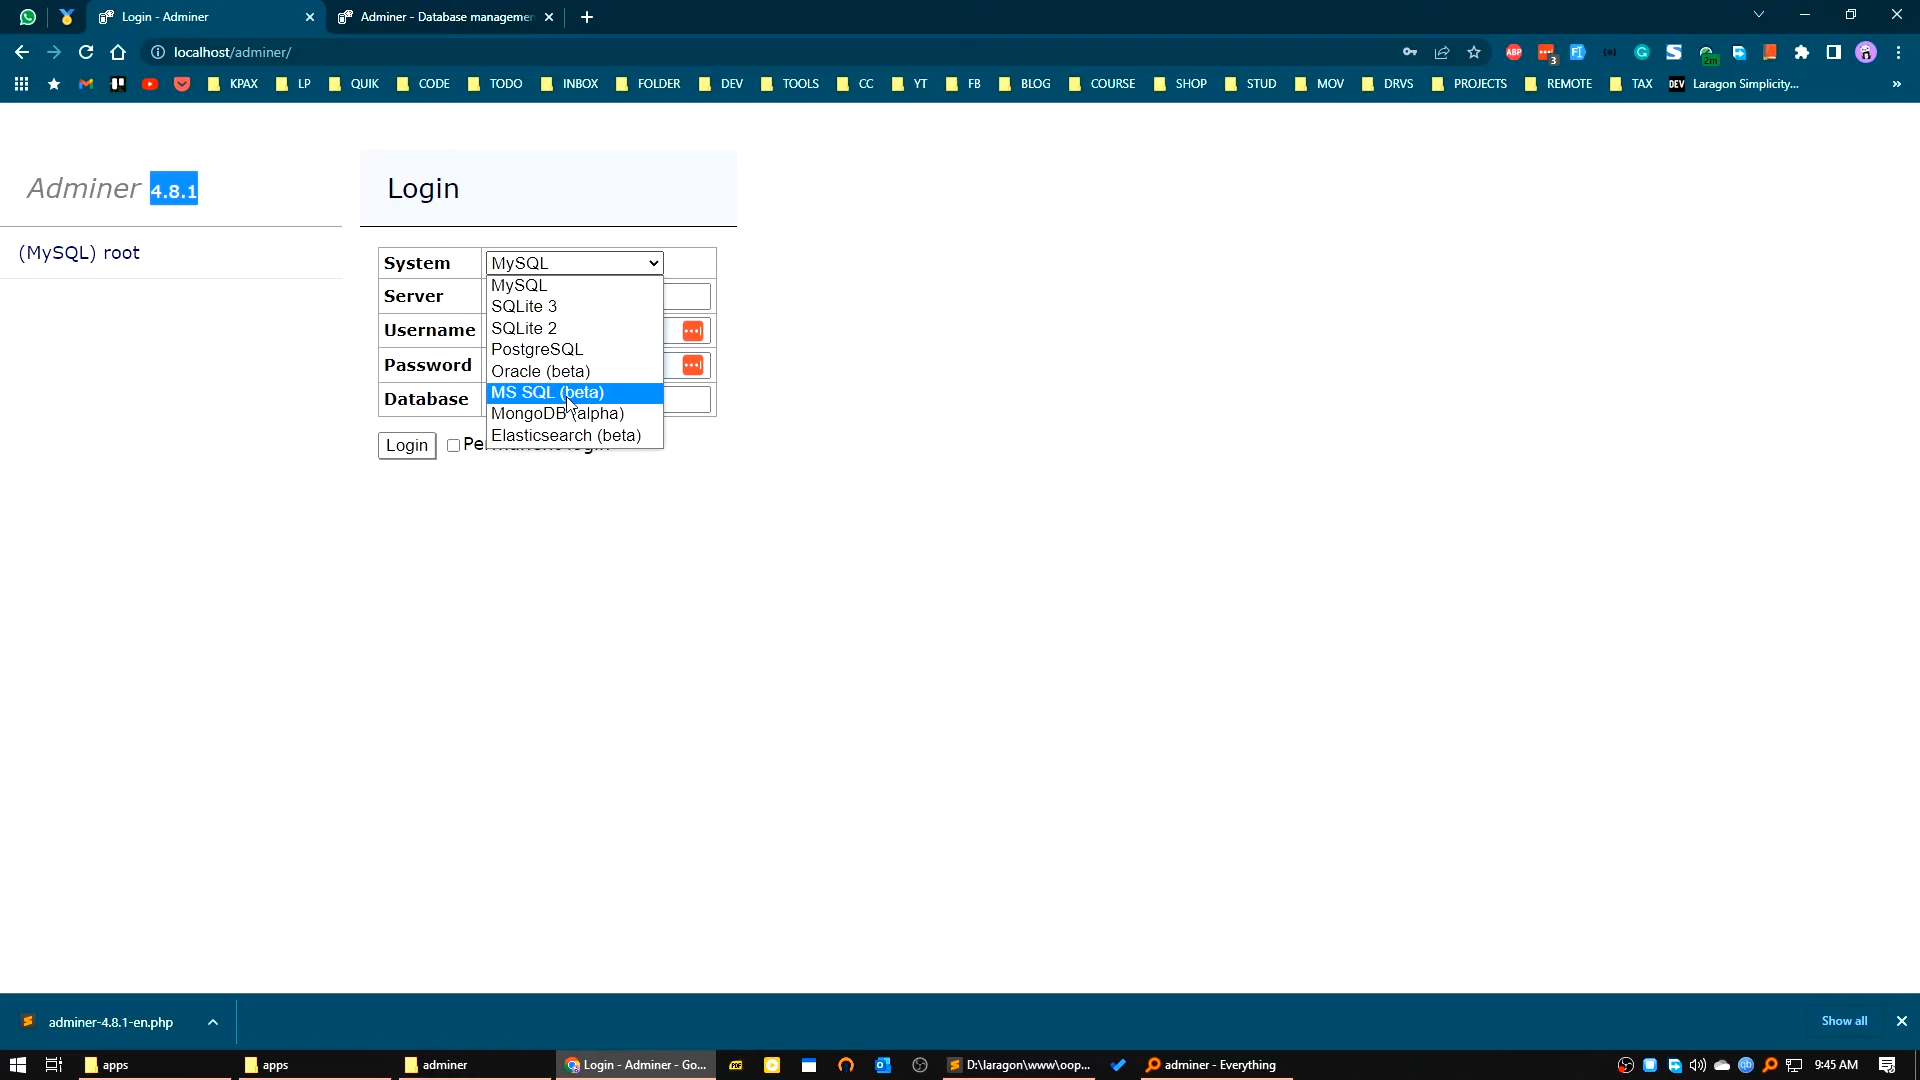 Login - Adminer
Adminer - Database managemen
localhost/adminer/
KPAX LP QUIK CODE TODO INBOX FOLDER DEV TOOLS CC YT FB BLOG COURSE SHOP STUD MOV DRVS PROJECTS REMOTE TAX DEV Laragon Simplicity... »
ABP
3
2m
Adminer 4.8.1
(MySQL) root
Login
System MySQL
MySQL
Server
SQLite 3
SQLite 2
Username
PostgreSQL
Password
Oracle (beta)
MS SQL (beta)
Database
MongoDB (alpha)
Elasticsearch (beta)
Login
adminer-4.8.1-en.php
Show all
apps
apps
adminer
Login - Adminer - Go...
D:\laragon\www\oop...
adminer - Everything
9:45 AM